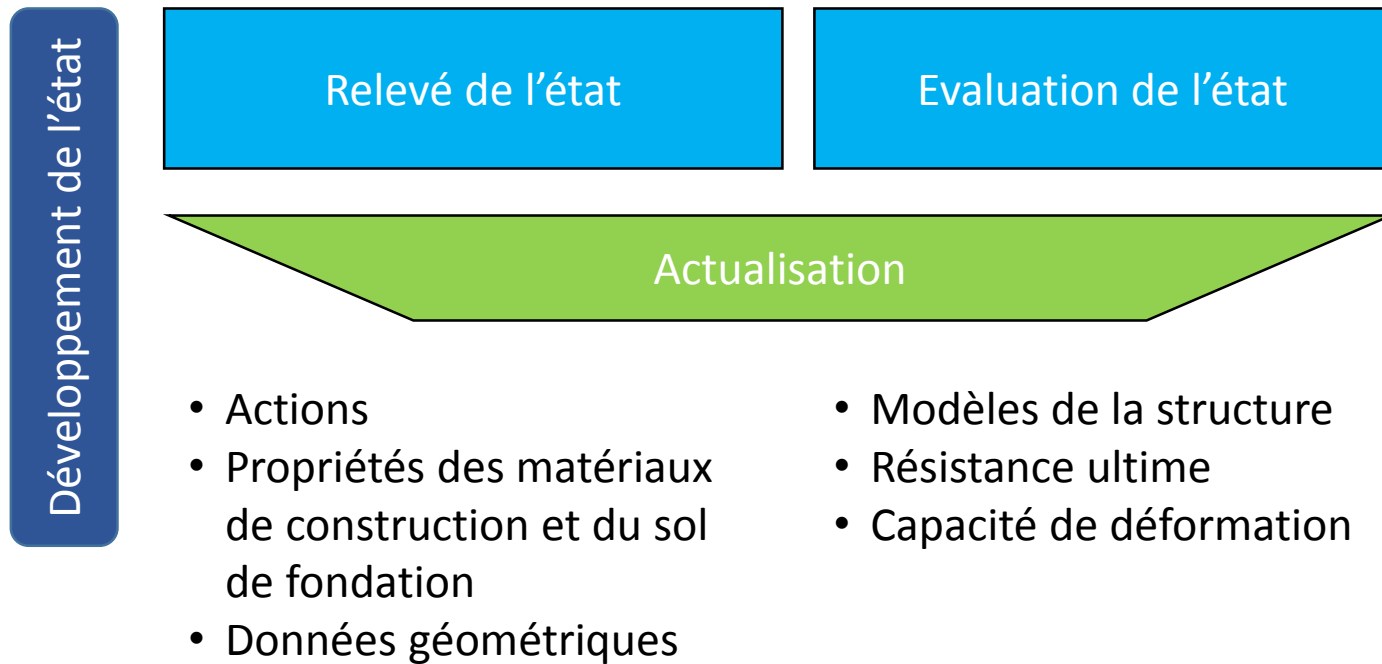 Développement de l'état
Relevé de l'état
Evaluation de l'état
Actualisation
• Actions
• Propriétés des matériaux
de construction et du sol
de fondation
• Données géométriques
• Modèles de la structure
• Résistance ultime
• Capacité de déformation